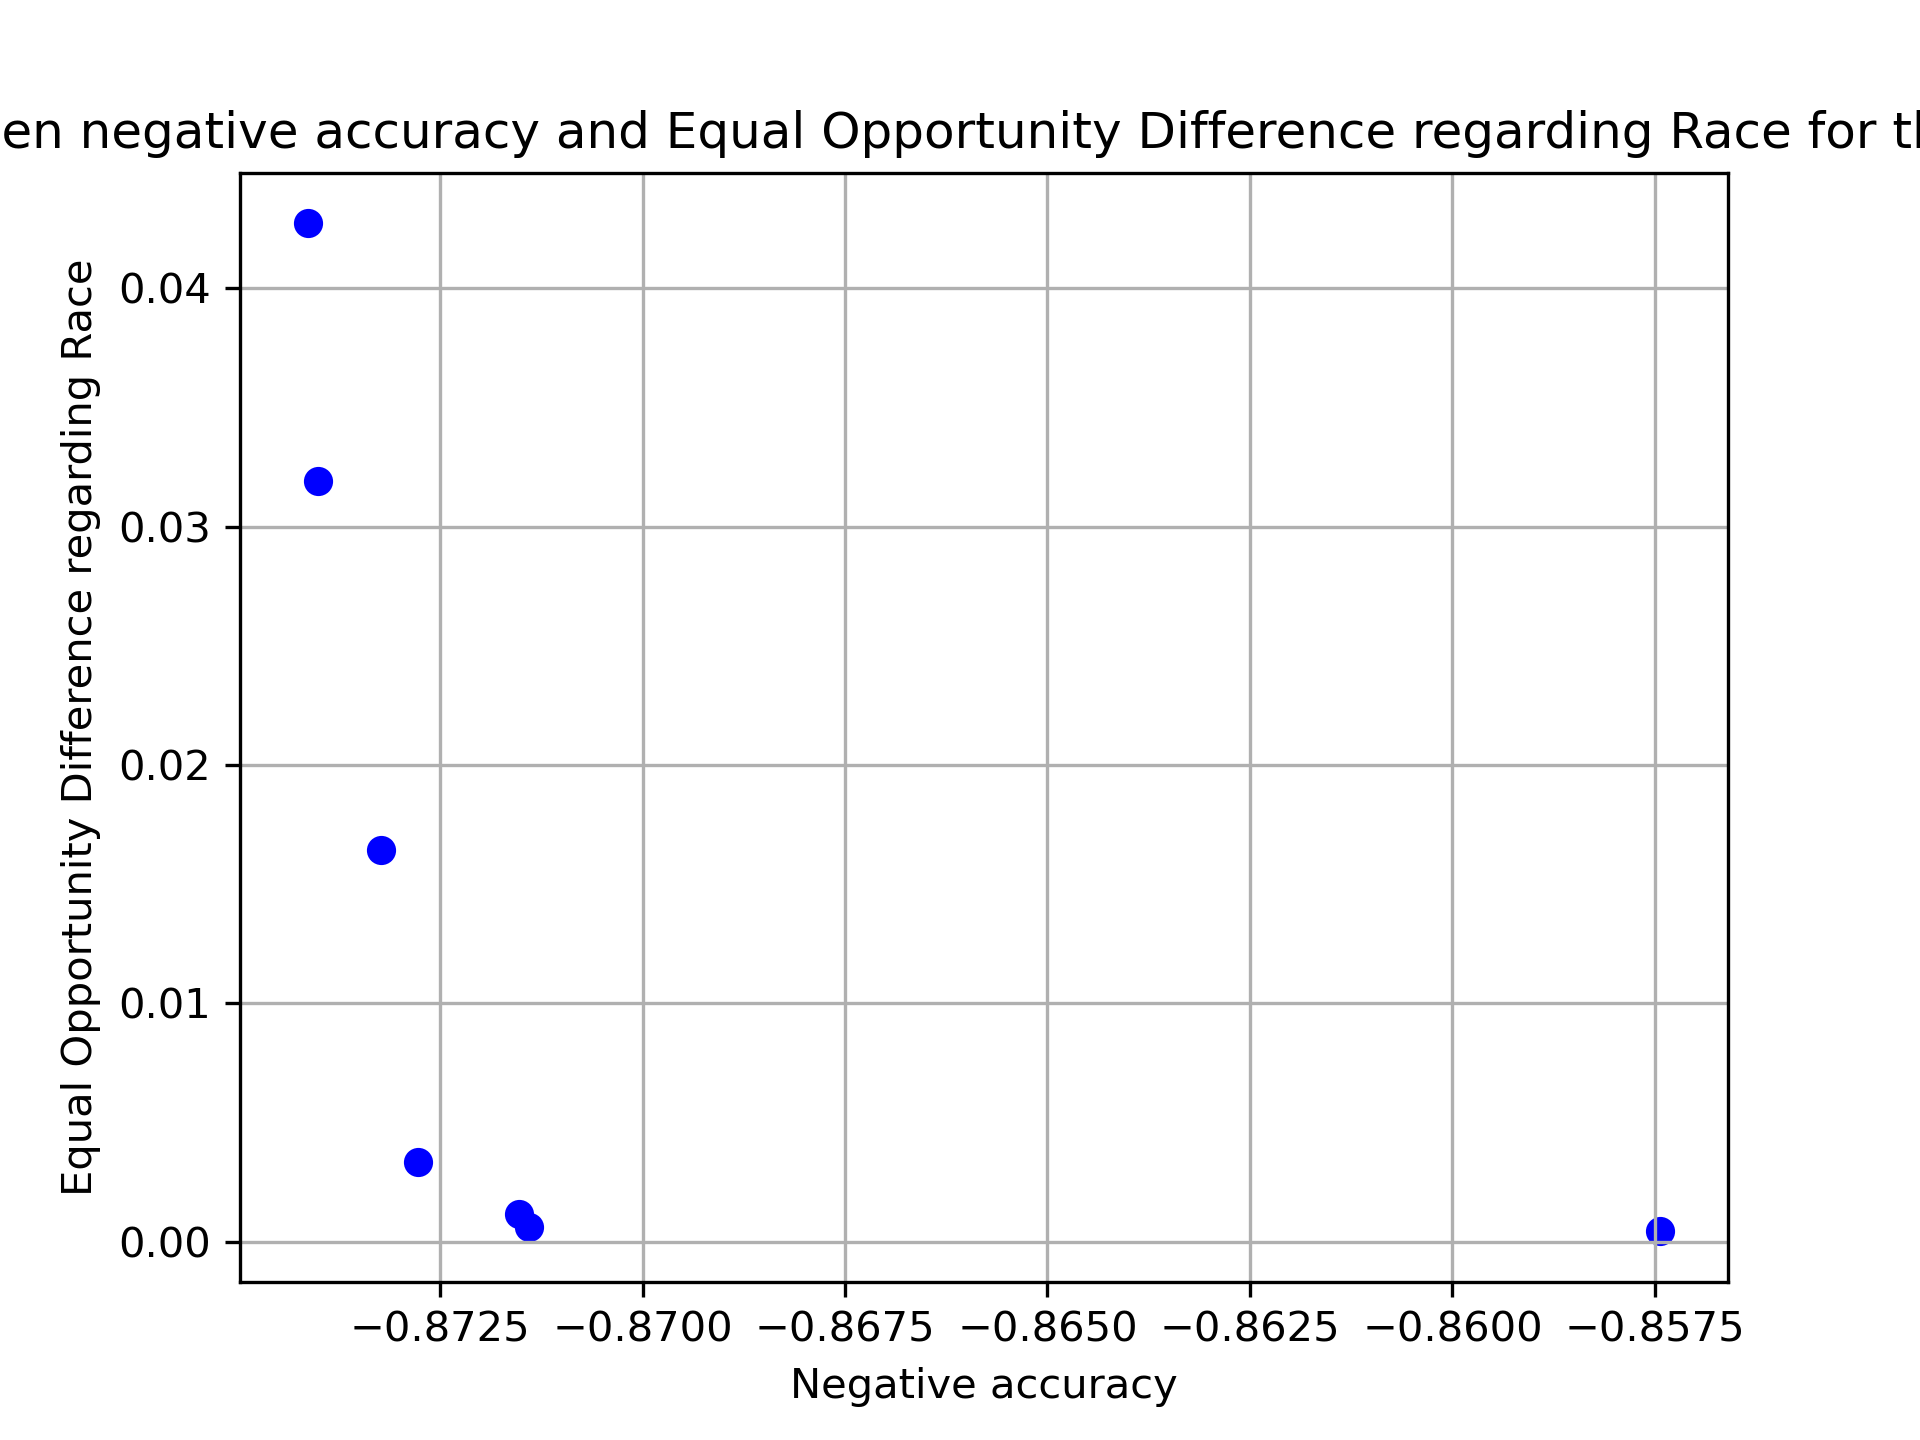 en negative accuracy and Equal Opportunity Difference regarding Race for
Equal Opportunity Difference regarding Race
0.04
0.03
0.02
0.01
0.00
−0.8725 −0.8700 −0.8675 −0.8650 −0.8625 −0.8600 −0.8575
Negative accuracy